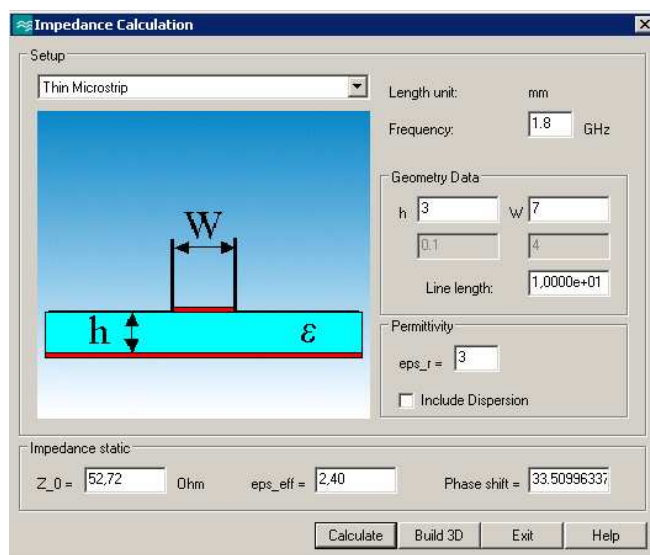 Impedance Calculation
Setup
Thin Microstrip
Length unit: mm
Frequency: 1.8 GHz
Geometry Data
h 3 W 7
0.1 4
Line length: 1,0000e+01
Permittivity
eps_r = 3
Include Dispersion
W
h ε
Impedance static
Z_0 = 52,72 Ohm eps_eff = 2,40 Phase shift = 33.50996337
Calculate Build 3D Exit Help